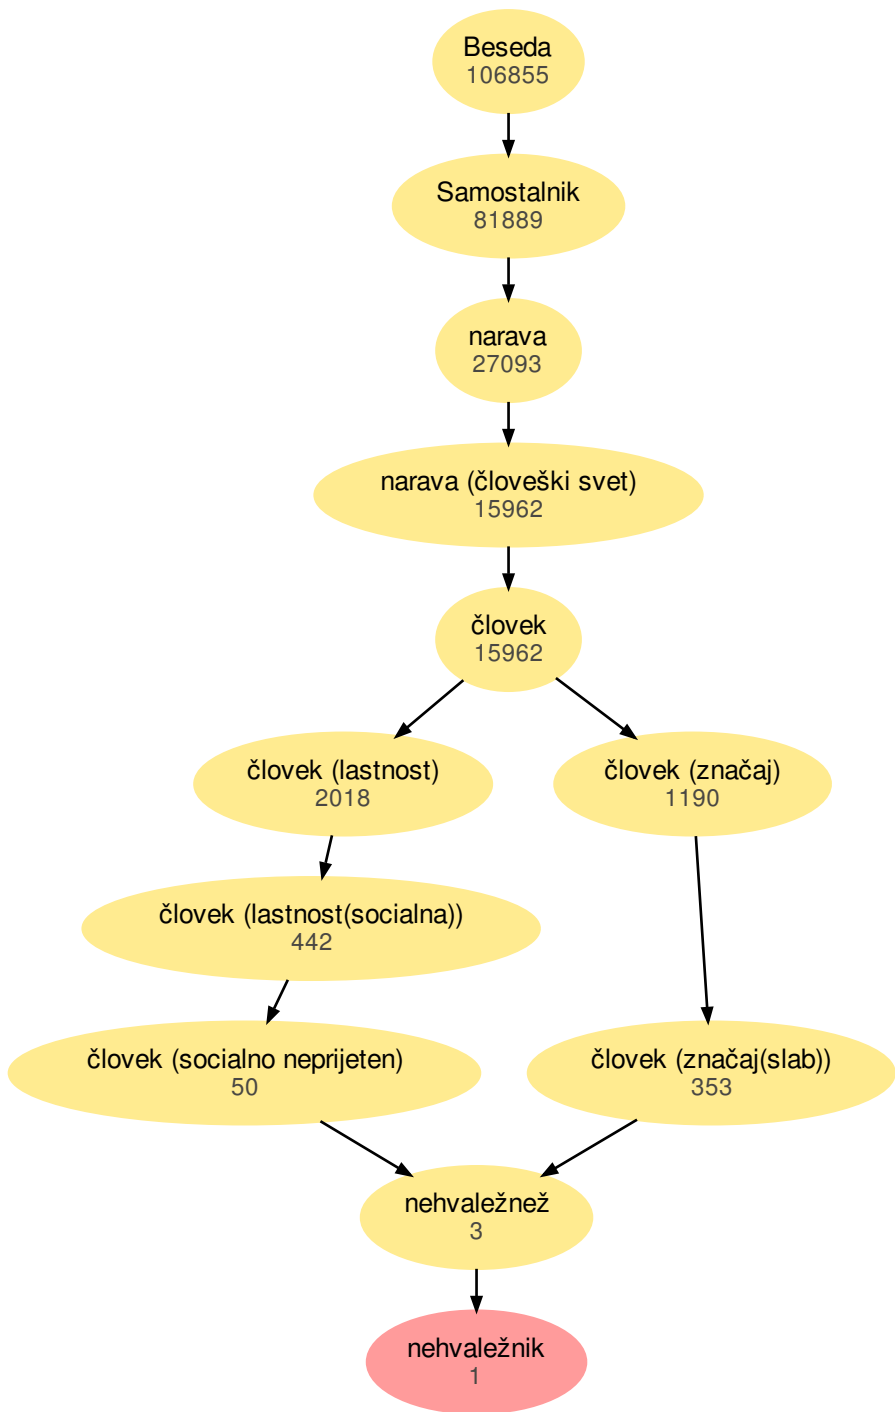 Beseda
106855
Samostalnik
81889
narava
27093
narava (človeški svet)
15962
človek
15962
človek (lastnost)
2018
človek (značaj)
1190
človek (lastnost(socialna))
442
človek (socialno neprijeten)
50
človek (značaj(slab))
353
nehvaležnež
3
nehvaležnik
1